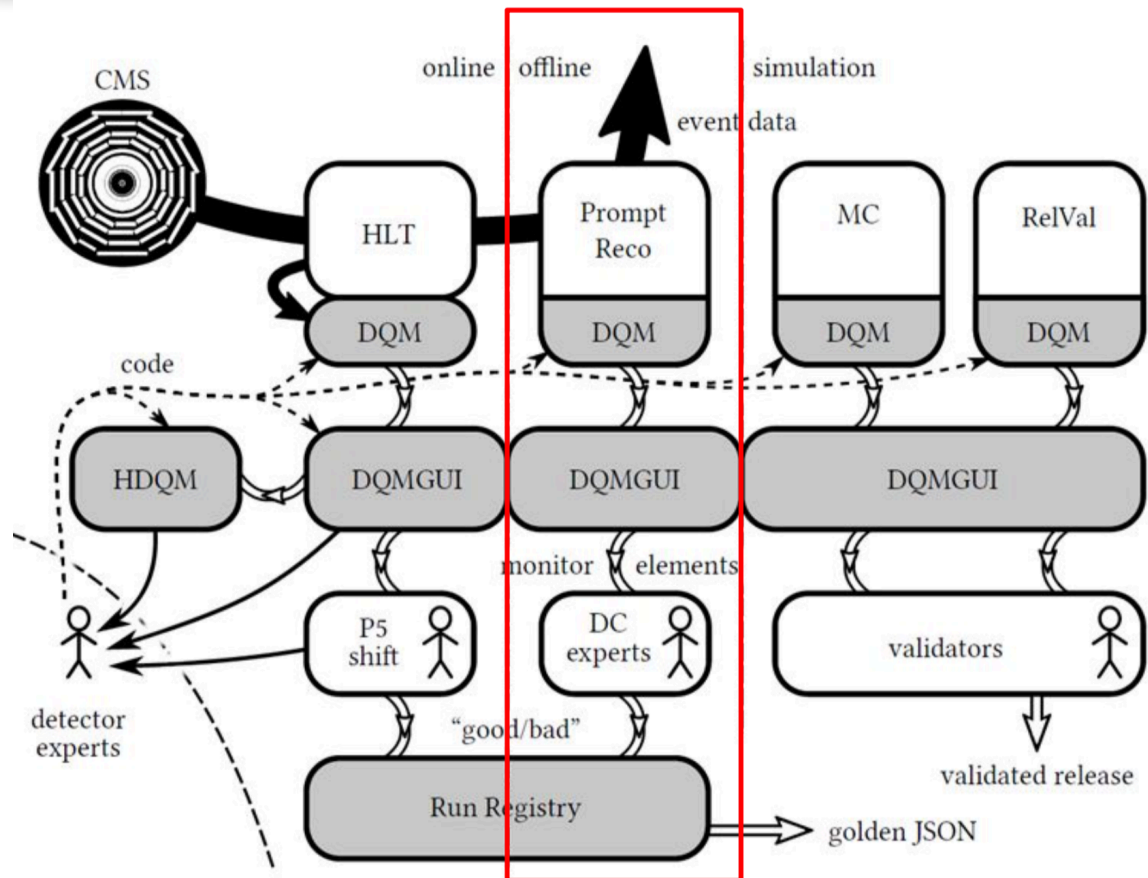 online offline simulation
CMS
event data
HLT
Prompt
Reco
MC
RelVal
DQM
DQM
DQM
DQM
code
HDQM
DQMGUI
DQMGUI
DQMGUI
monitor elements
P5
shift
DC
experts
validators
detector
experts
“good/bad”
validated release
Run Registry
golden JSON